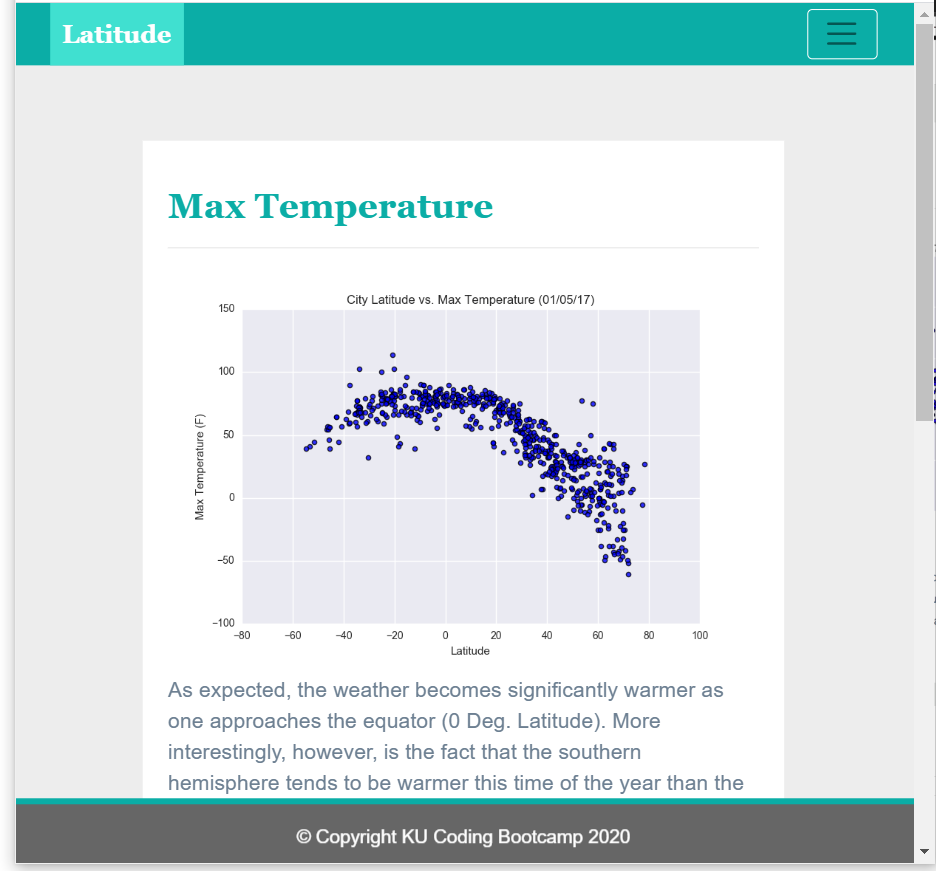 Latitude
Max Temperature
City Latitude vs. Max Temperature (01/05/17)
150
100
50
0
−50
−100
Max Temperature (F)
−80 −60 −40 −20 0 20 40 60 80 100
Latitude
As expected, the weather becomes significantly warmer as
one approaches the equator (0 Deg. Latitude). More
interestingly, however, is the fact that the southern
hemisphere tends to be warmer this time of the year than the
© Copyright KU Coding Bootcamp 2020